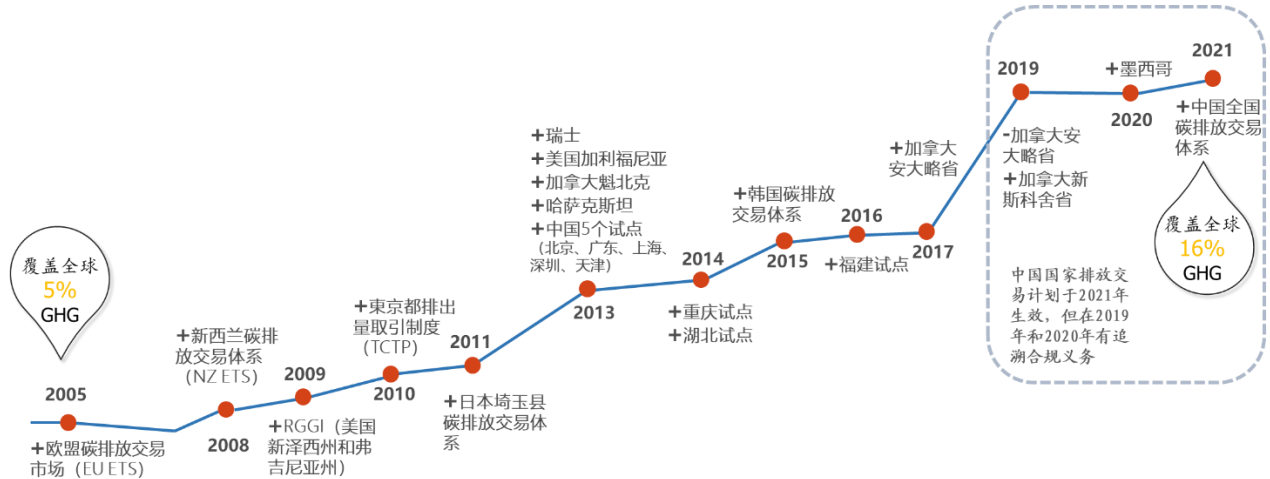 覆盖全球
5%
GHG
2005
+欧盟碳排放交易
市场（EU ETS）
+新西兰碳排
放交易体系
（NZ ETS）
2008
2009
+RGGI（美国
新泽西州和弗
吉尼亚州）
+東京都排出
量取引制度
（TCTP）
2010
2011
+日本埼玉县
碳排放交易体
系
+瑞士
+美国加利福尼亚
+加拿大魁北克
+哈萨克斯坦
+中国5个试点
（北京、广东、上海、
深圳、天津）
2013
2014
+重庆试点
+湖北试点
+韩国碳排放
交易体系
2015
2016
+福建试点
+加拿大
安大略省
2017
2019
-加拿大安
大略省
+加拿大新
斯科舍省
+墨西哥
2020
2021
+中国全国
碳排放交易
体系
覆盖全球
16%
GHG
中国国家排放交
易计划于2021年
生效，但在2019
年和2020年有追
溯合规义务